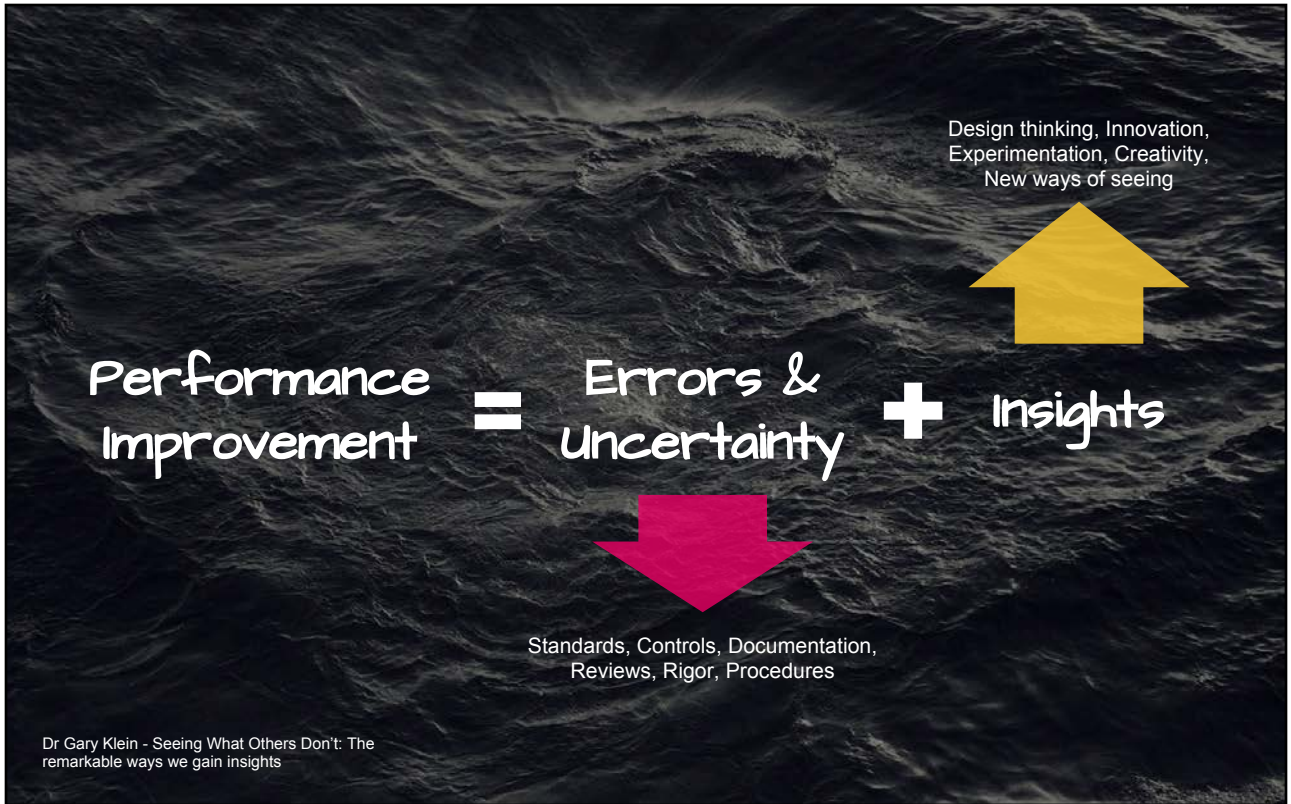 Design thinking, Innovation,
Experimentation, Creativity,
New ways of seeing
Performance
Improvement
=
Errors &
Uncertainty
+
Insights
Standards, Controls, Documentation,
Reviews, Rigor, Procedures
Dr Gary Klein - Seeing What Others Don't: The
remarkable ways we gain insights